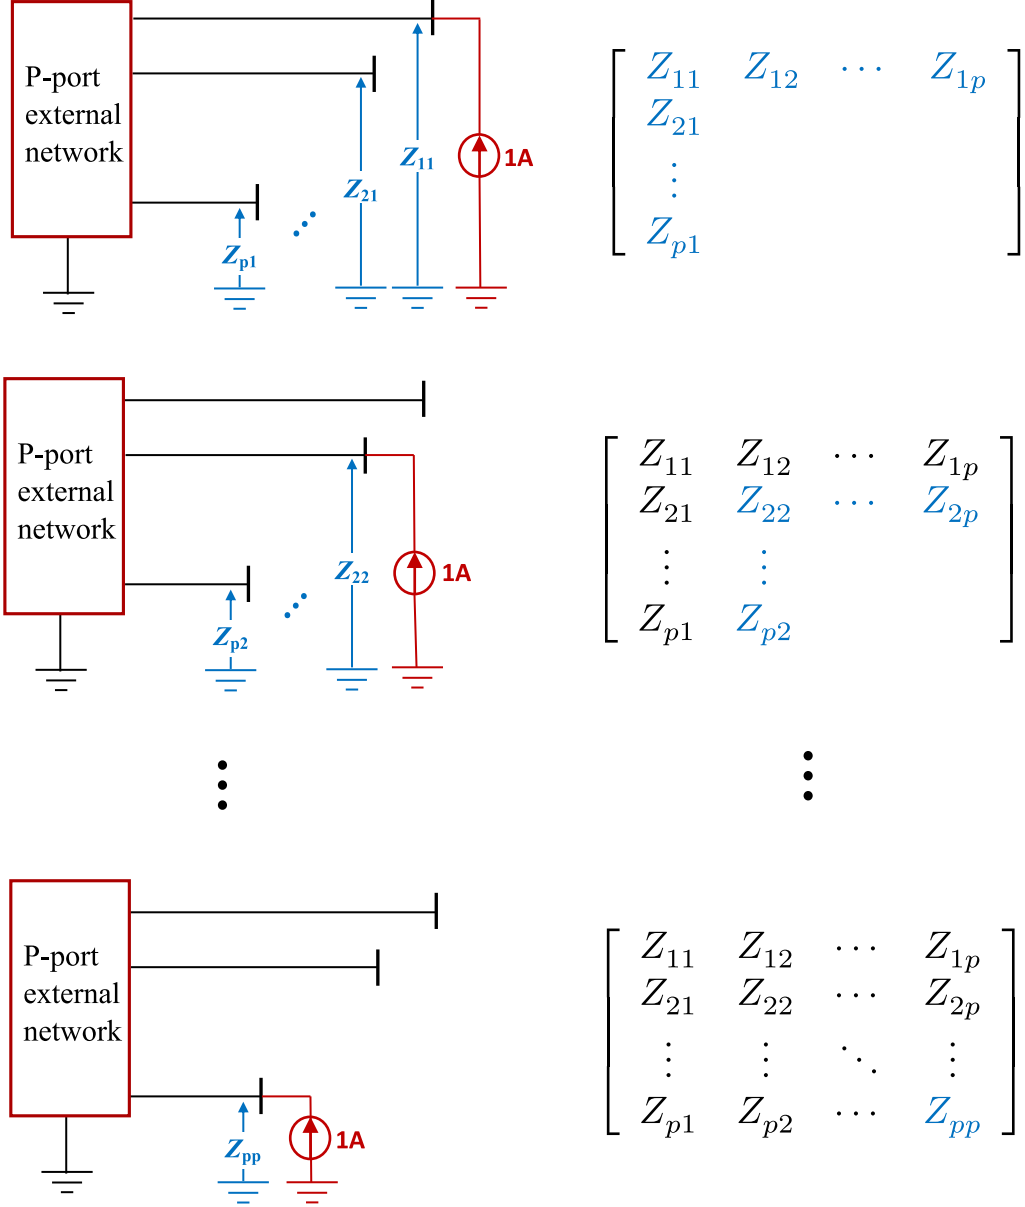 P-port
external
network
Z11
1A
Z21
Zp1
Z11 Z12 ⋯ Z1p
Z21
⋮
Zp1
P-port
external
network
Z22
1A
Zp2
Z11 Z12 ⋯ Z1p
Z21 Z22 ⋯ Z2p
⋮ ⋮
Zp1 Zp2
P-port
external
network
Zpp
1A
Z11 Z12 ⋯ Z1p
Z21 Z22 ⋯ Z2p
⋮ ⋮ ⋱ ⋮
Zp1 Zp2 ⋯ Zpp